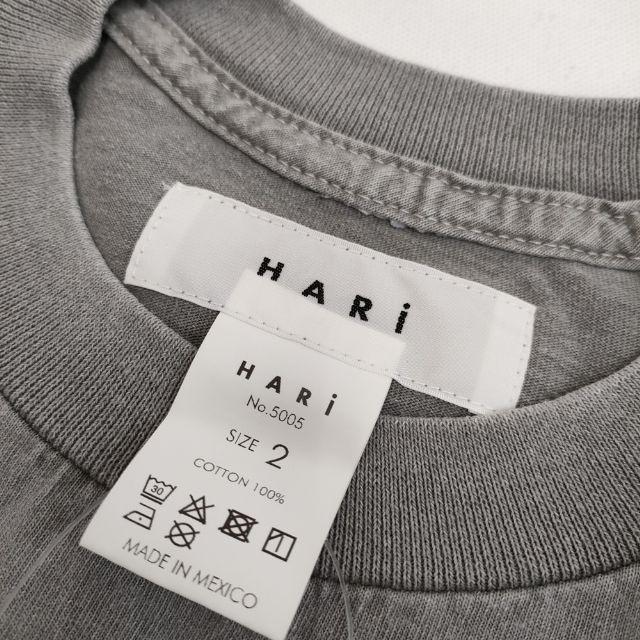 HARi
HARi
No.5005
SIZE 2
COTTON 100%
30
MADE IN MEXICO